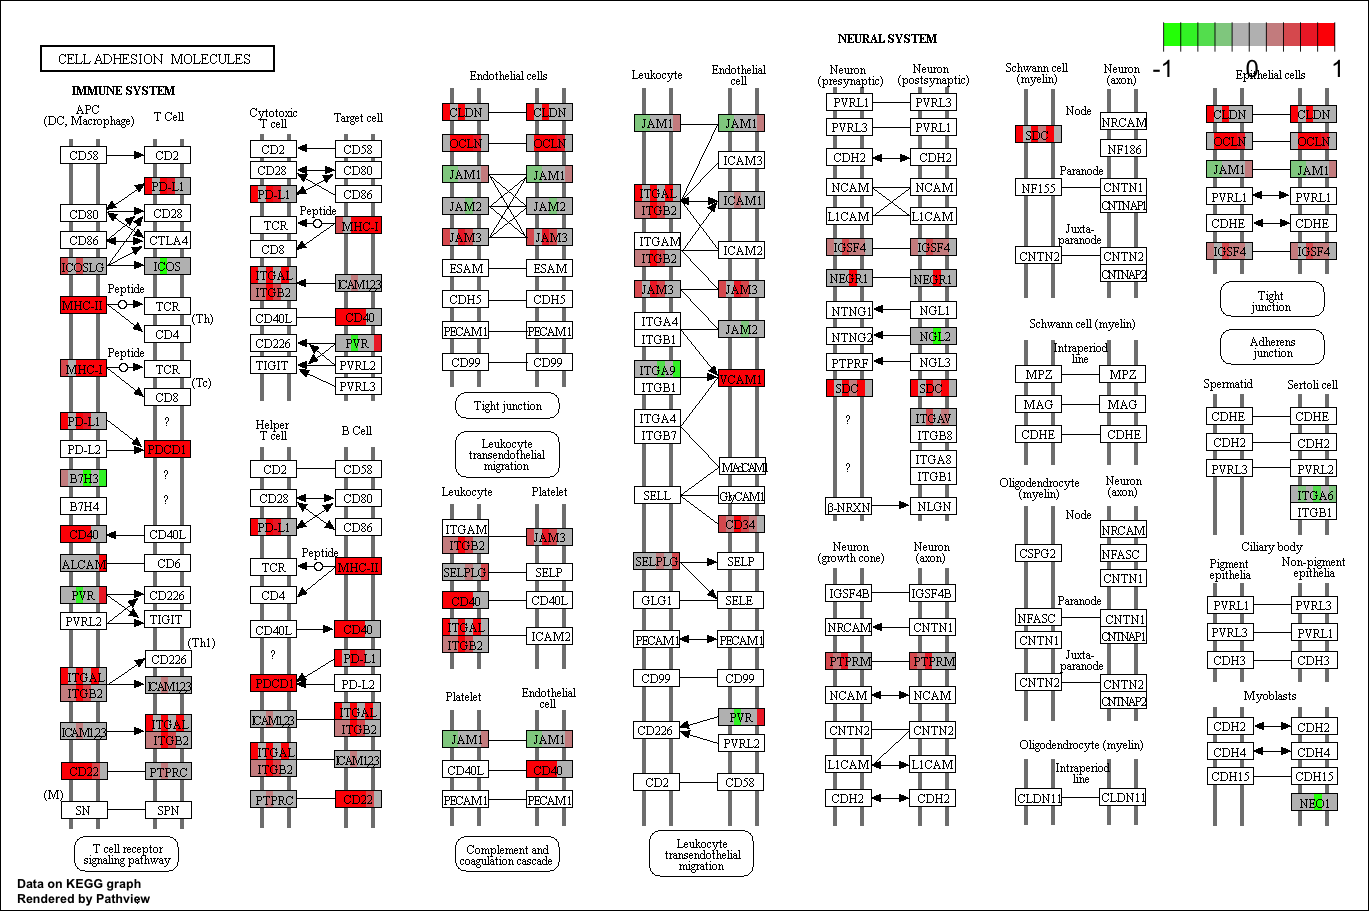 CELL ADHESION MOLECULES
IMMUNE SYSTEM
APC
(DC, Macrophage)
T Cell
CD58
CD2
PD-L1
CD80
CD28
CD86
CTLA4
ICOSLG
ICOS
Peptide
MHC-II
TCR
(Th)
CD4
Peptide
MHC-I
TCR
(Tc)
CD8
PD-L1
?
PD-L2
PDCD1
B7H3
?
B7H4
?
CD40
CD40L
ALCAM
CD6
PVR
CD226
PVRL2
TIGIT
(Th1)
CD226
ITGAL
ITGB2
ICAM123
ICAM123
ITGAL
ITGB2
CD22
PTPRC
(M)
SN
SPN
T cell receptor
signaling pathway
Data on KEGG graph
Rendered by Pathview
Cytotoxic
T cell
Target cell
CD2
CD58
CD28
CD80
PD-L1
CD86
Peptide
TCR
MHC-I
CD8
ITGAL
ITGB2
ICAM123
CD40L
CD40
CD226
PVR
TIGIT
PVRL2
PVRL3
Helper
T cell
B Cell
CD2
CD58
CD28
CD80
PD-L1
CD86
Peptide
TCR
MHC-II
CD4
CD40L
CD40
?
PD-L1
PDCD1
PD-L2
ICAM123
ITGAL
ITGB2
ITGAL
ITGB2
ICAM123
PTPRC
CD22
Endothelial cells
CLDN
CLDN
OCLN
OCLN
JAM1
JAM1
JAM2
JAM2
JAM3
JAM3
ESAM
ESAM
CDH5
CDH5
PECAM1
PECAM1
CD99
CD99
Tight junction
Leukocyte
transendothelial
migration
Leukocyte
Platelet
ITGAM
ITGB2
JAM3
SELPLG
SELP
CD40
CD40L
ITGAL
ITGB2
ICAM2
Platelet
Endothelial
cell
JAM1
JAM1
CD40L
CD40
PECAM1
PECAM1
Complement and
coagulation cascade
Leukocyte
Endothelial
cell
JAM1
JAM1
ICAM3
ITGAL
ITGB2
ICAM1
ITGAM
ITGB2
ICAM2
JAM3
JAM3
ITGA4
ITGB1
JAM2
ITGA9
ITGB1
VCAM1
ITGA4
ITGB7
MAdCAM1
SELL
GlyCAM1
CD34
SELPLG
SELP
GLG1
SELE
PECAM1
PECAM1
CD99
CD99
CD226
PVR
PVRL2
CD2
CD58
Leukocyte
transendothelial
migration
NEURAL SYSTEM
Neuron
(presynaptic)
Neuron
(postsynaptic)
PVRL1
PVRL3
PVRL3
PVRL1
CDH2
CDH2
NCAM
NCAM
L1CAM
L1CAM
IGSF4
IGSF4
NEGR1
NEGR1
NTNG1
NGL1
NTNG2
NGL2
PTPRF
NGL3
SDC
SDC
?
ITGAV
ITGB8
?
ITGA8
ITGB1
β-NRXN
NLGN
Neuron
(growth cone)
Neuron
(axon)
IGSF4B
IGSF4B
NRCAM
CNTN1
PTPRM
PTPRM
NCAM
NCAM
CNTN2
CNTN2
L1CAM
L1CAM
CDH2
CDH2
Schwann cell
(myelin)
Neuron
(axon)
Node
NRCAM
SDC
NF186
Paranode
NF155
CNTN1
CNTNAP1
Juxta-
paranode
CNTN2
CNTN2
CNTNAP2
Schwann cell (myelin)
Intraperiod
line
MPZ
MPZ
MAG
MAG
CDHE
CDHE
Oligodendrocyte
(myelin)
Neuron
(axon)
Node
NRCAM
CSPG2
NFASC
CNTN1
Paranode
NFASC
CNTN1
CNTN1
CNTNAP1
Juxta-
paranode
CNTN2
CNTN2
CNTNAP2
Oligodendrocyte (myelin)
Intraperiod
line
CLDN11
CLDN11
-1
0
1
Epithelial cells
CLDN
CLDN
OCLN
OCLN
JAM1
JAM1
PVRL1
PVRL1
CDHE
CDHE
IGSF4
IGSF4
Tight
junction
Adherens
junction
Spermatid
Sertoli cell
CDHE
CDHE
CDH2
CDH2
PVRL3
PVRL2
ITGA6
ITGB1
Ciliary body
Pigment
epithelia
Non-pigment
epithelia
PVRL1
PVRL3
PVRL3
PVRL1
CDH3
CDH3
Myoblasts
CDH2
CDH2
CDH4
CDH4
CDH15
CDH15
NEO1